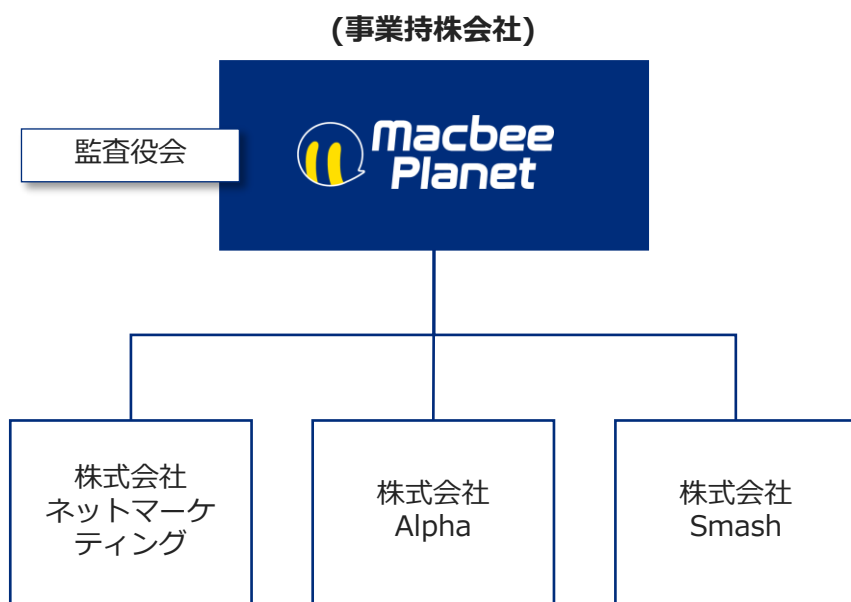 (事業持株会社)
監査役会
Macbee
Planet
株式会社
ネットマーケ
ティング
株式会社
Alpha
株式会社
Smash